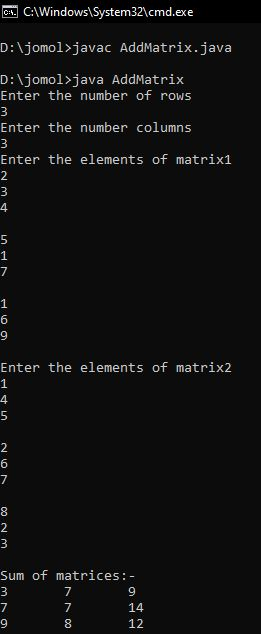 C:\Windows\System32\cmd.exe
D:\jomol>javac AddMatrix.java
D:\jomol>java AddMatrix
Enter the number of rows
3
Enter the number columns
3
Enter the elements of matrix1
2
3
4
5
1
7
1
6
9
Enter the elements of matrix2
1
4
5
2
6
7
8
2
3
Sum of matrices:-
3 7 9
7 7 14
9 8 12